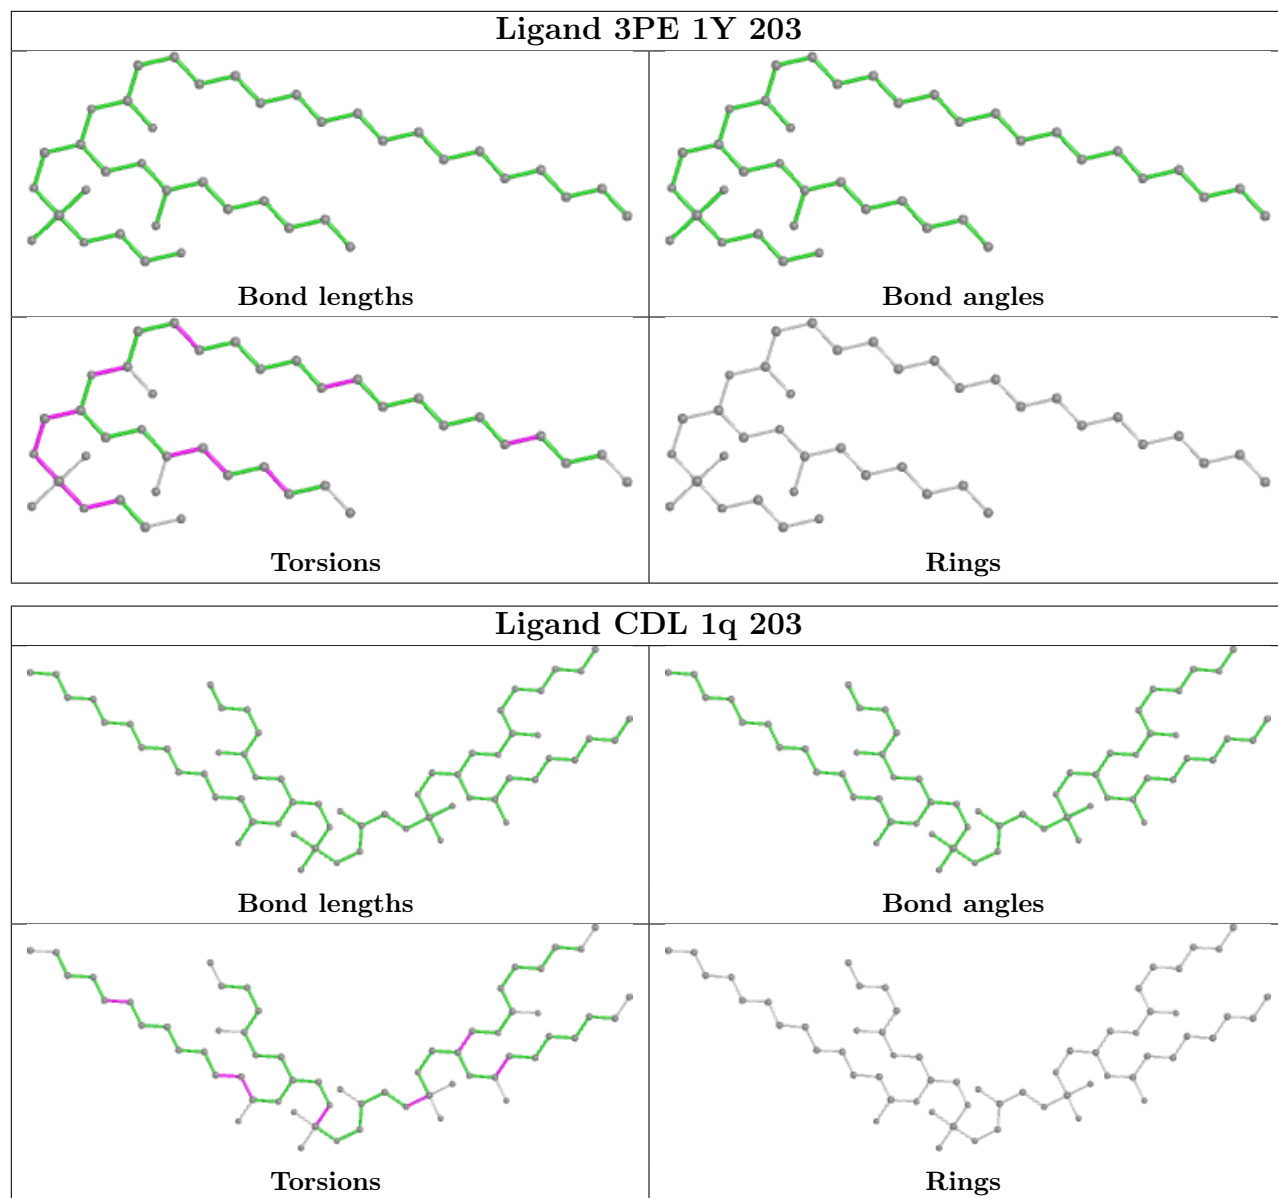 Ligand 3PE 1Y 203
Bond lengths
Bond angles
Torsions
Rings
Ligand CDL 1q 203
Bond lengths
Bond angles
Torsions
Rings